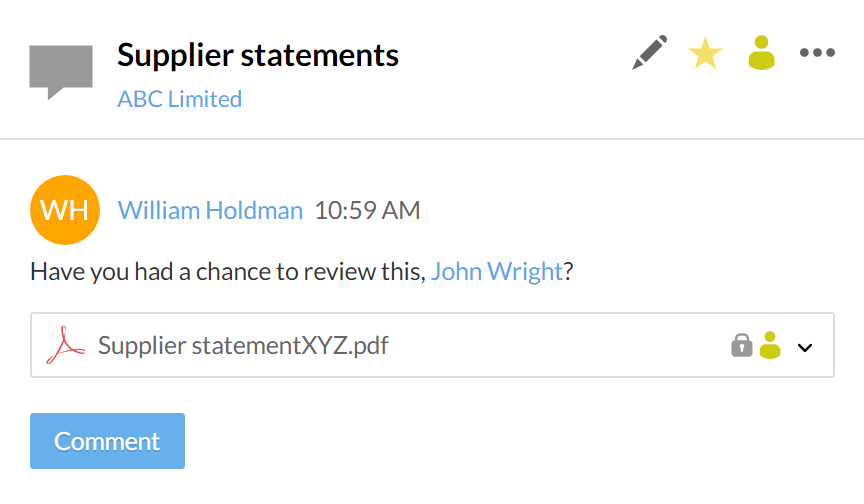 Supplier statements
ABC Limited
WH
William Holdman 10:59 AM
Have you had a chance to review this, John Wright?
Supplier statementXYZ.pdf
Comment